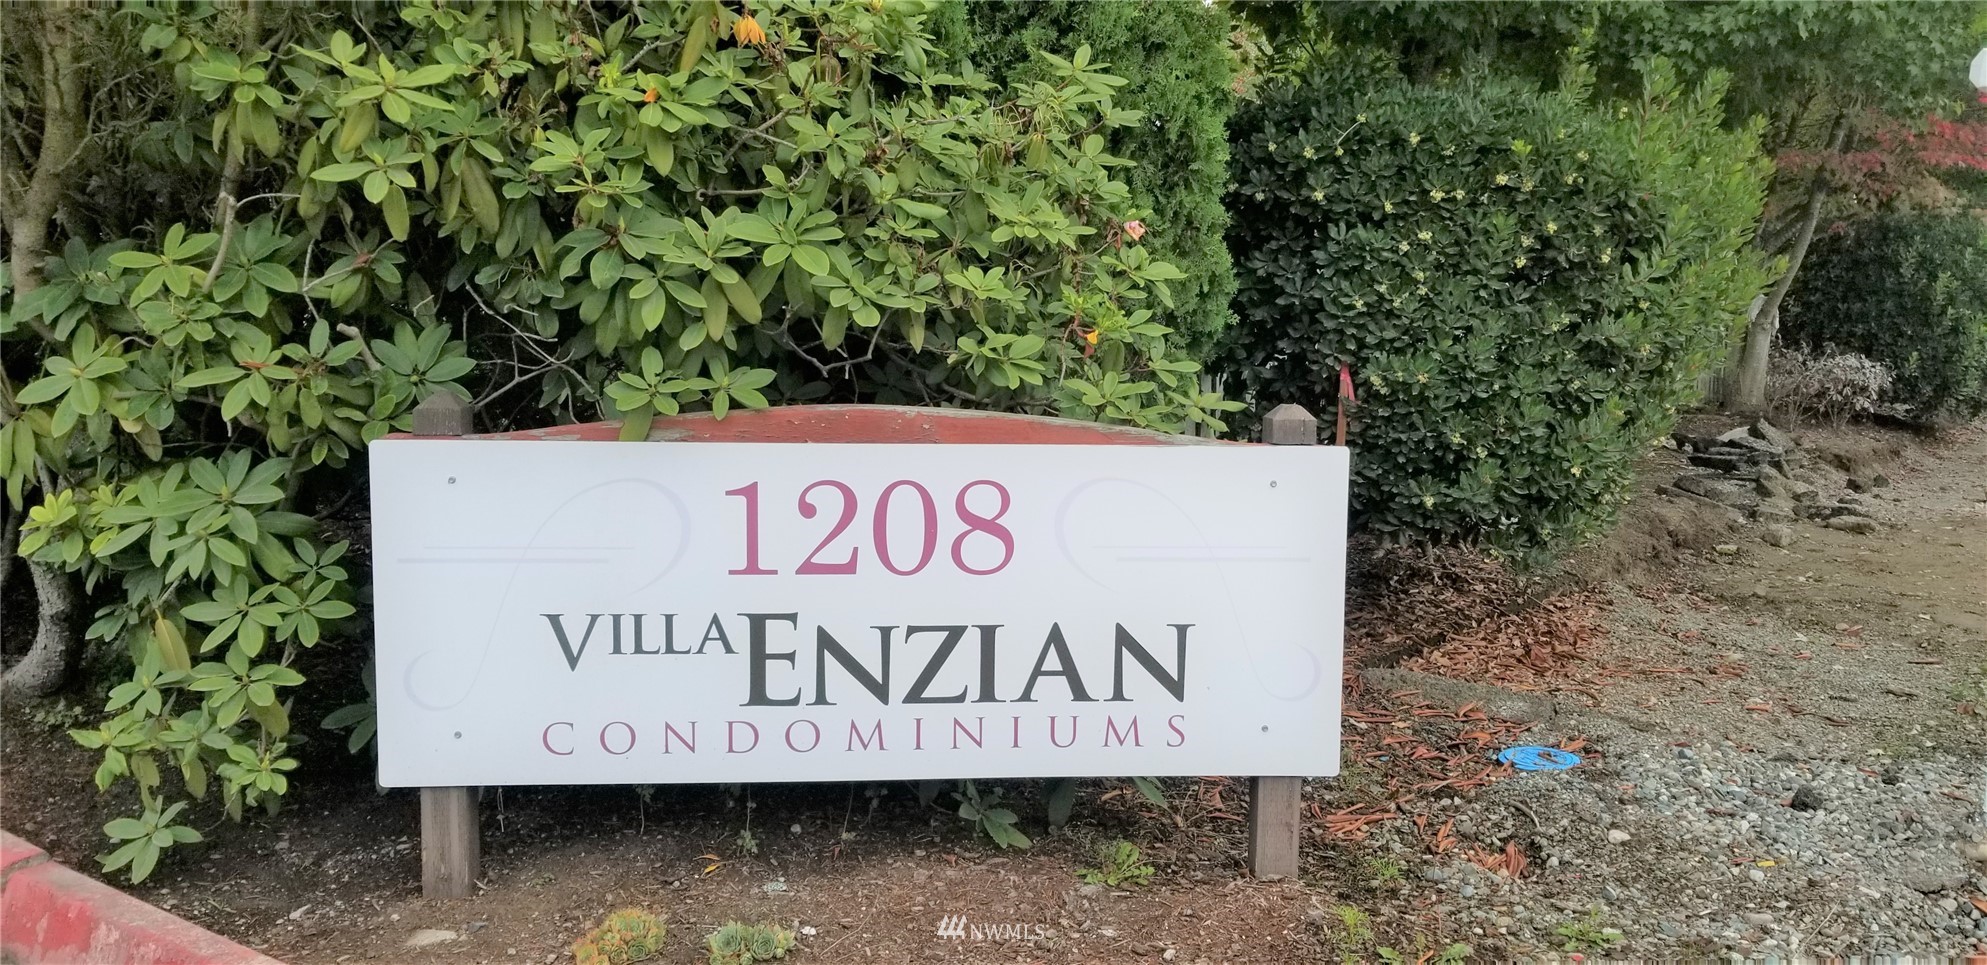 1208
VILLA ENZIAN
CONDOMINIUMS
NWMLS